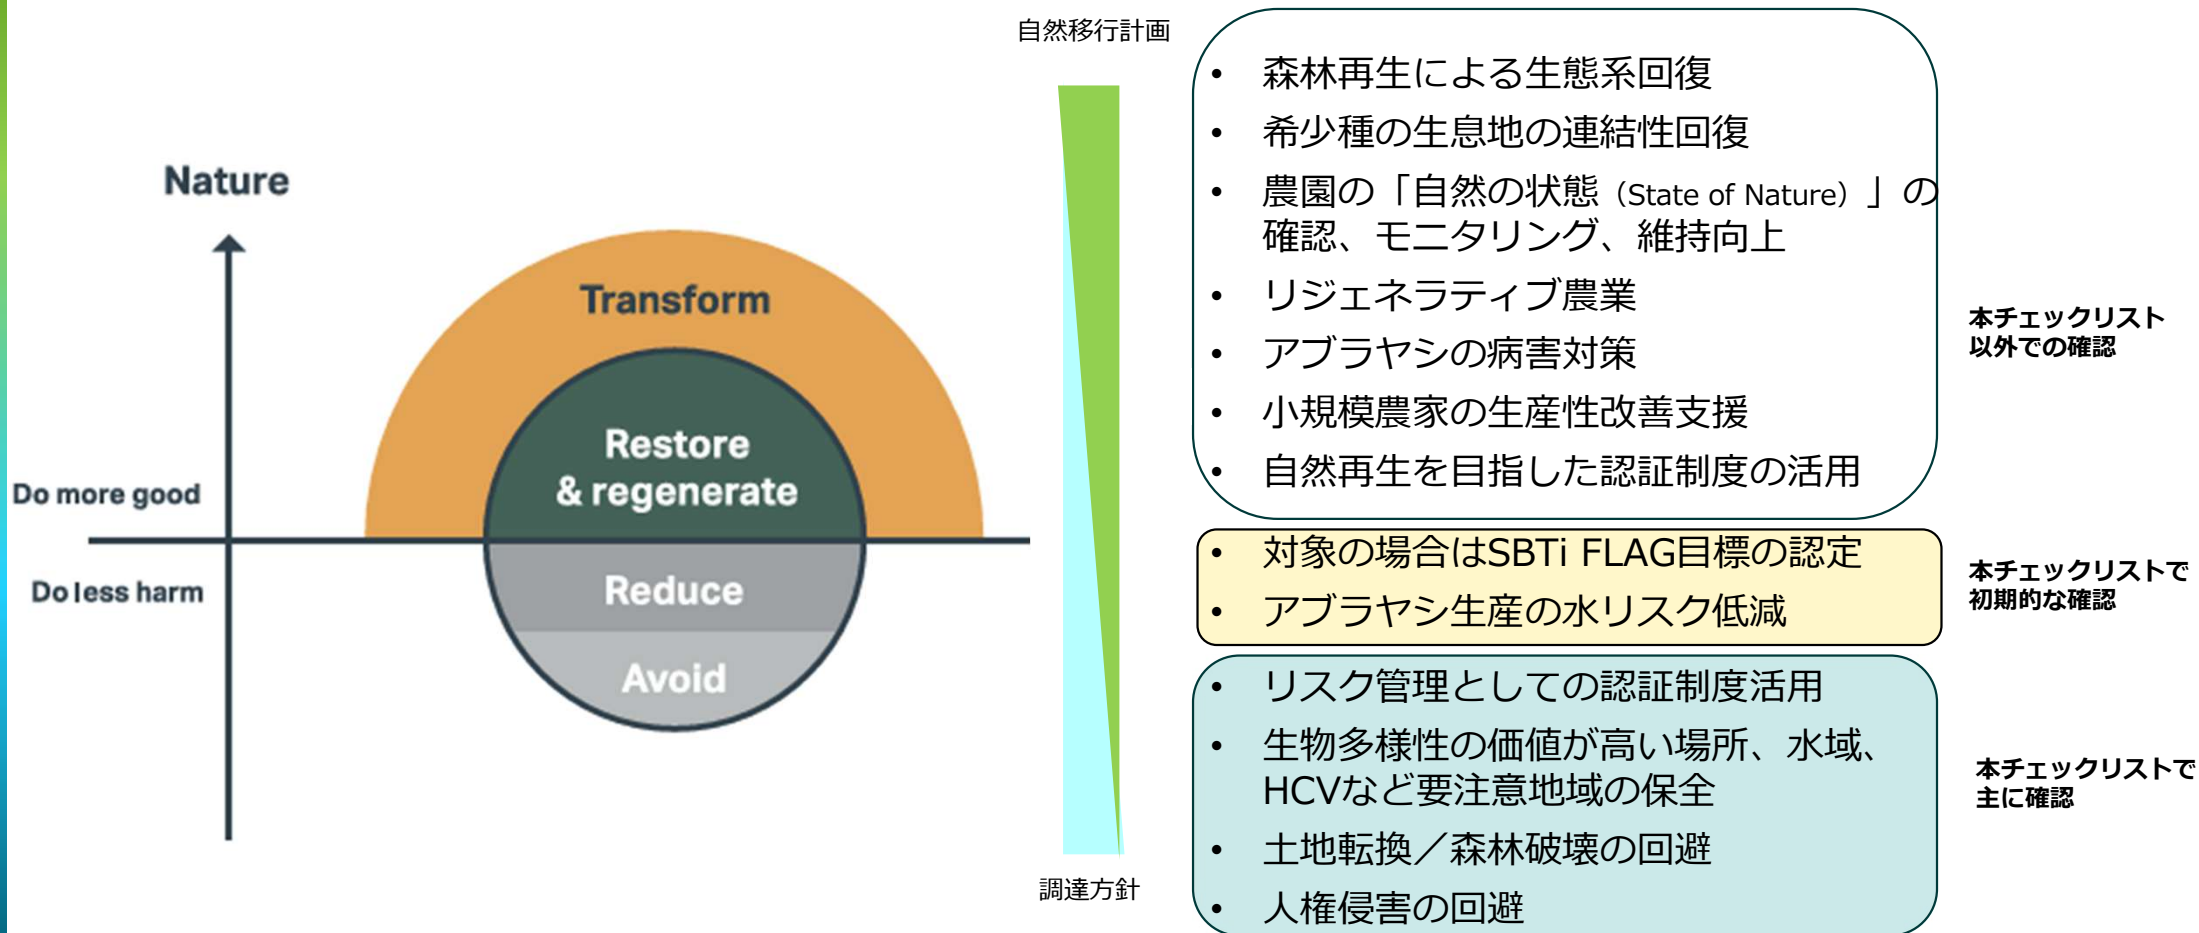 Nature
Do more good
Do less harm
Transform
Restore
& regenerate
Reduce
Avoid
自然移行計画
調達方針
• 森林再生による生態系回復
• 希少種の生息地の連結性回復
• 農園の「自然の状態（State of Nature）」の
確認、モニタリング、維持向上
• リジェネラティブ農業
• アブラヤシの病害対策
• 小規模農家の生産性改善支援
• 自然再生を目指した認証制度の活用
本チェックリスト
以外での確認
• 対象の場合はSBTi FLAG目標の認定
• アブラヤシ生産の水リスク低減
本チェックリストで
初期的な確認
• リスク管理としての認証制度活用
• 生物多様性の価値が高い場所、水域、
HCVなど要注意地域の保全
• 土地転換／森林破壊の回避
• 人権侵害の回避
本チェックリストで
主に確認